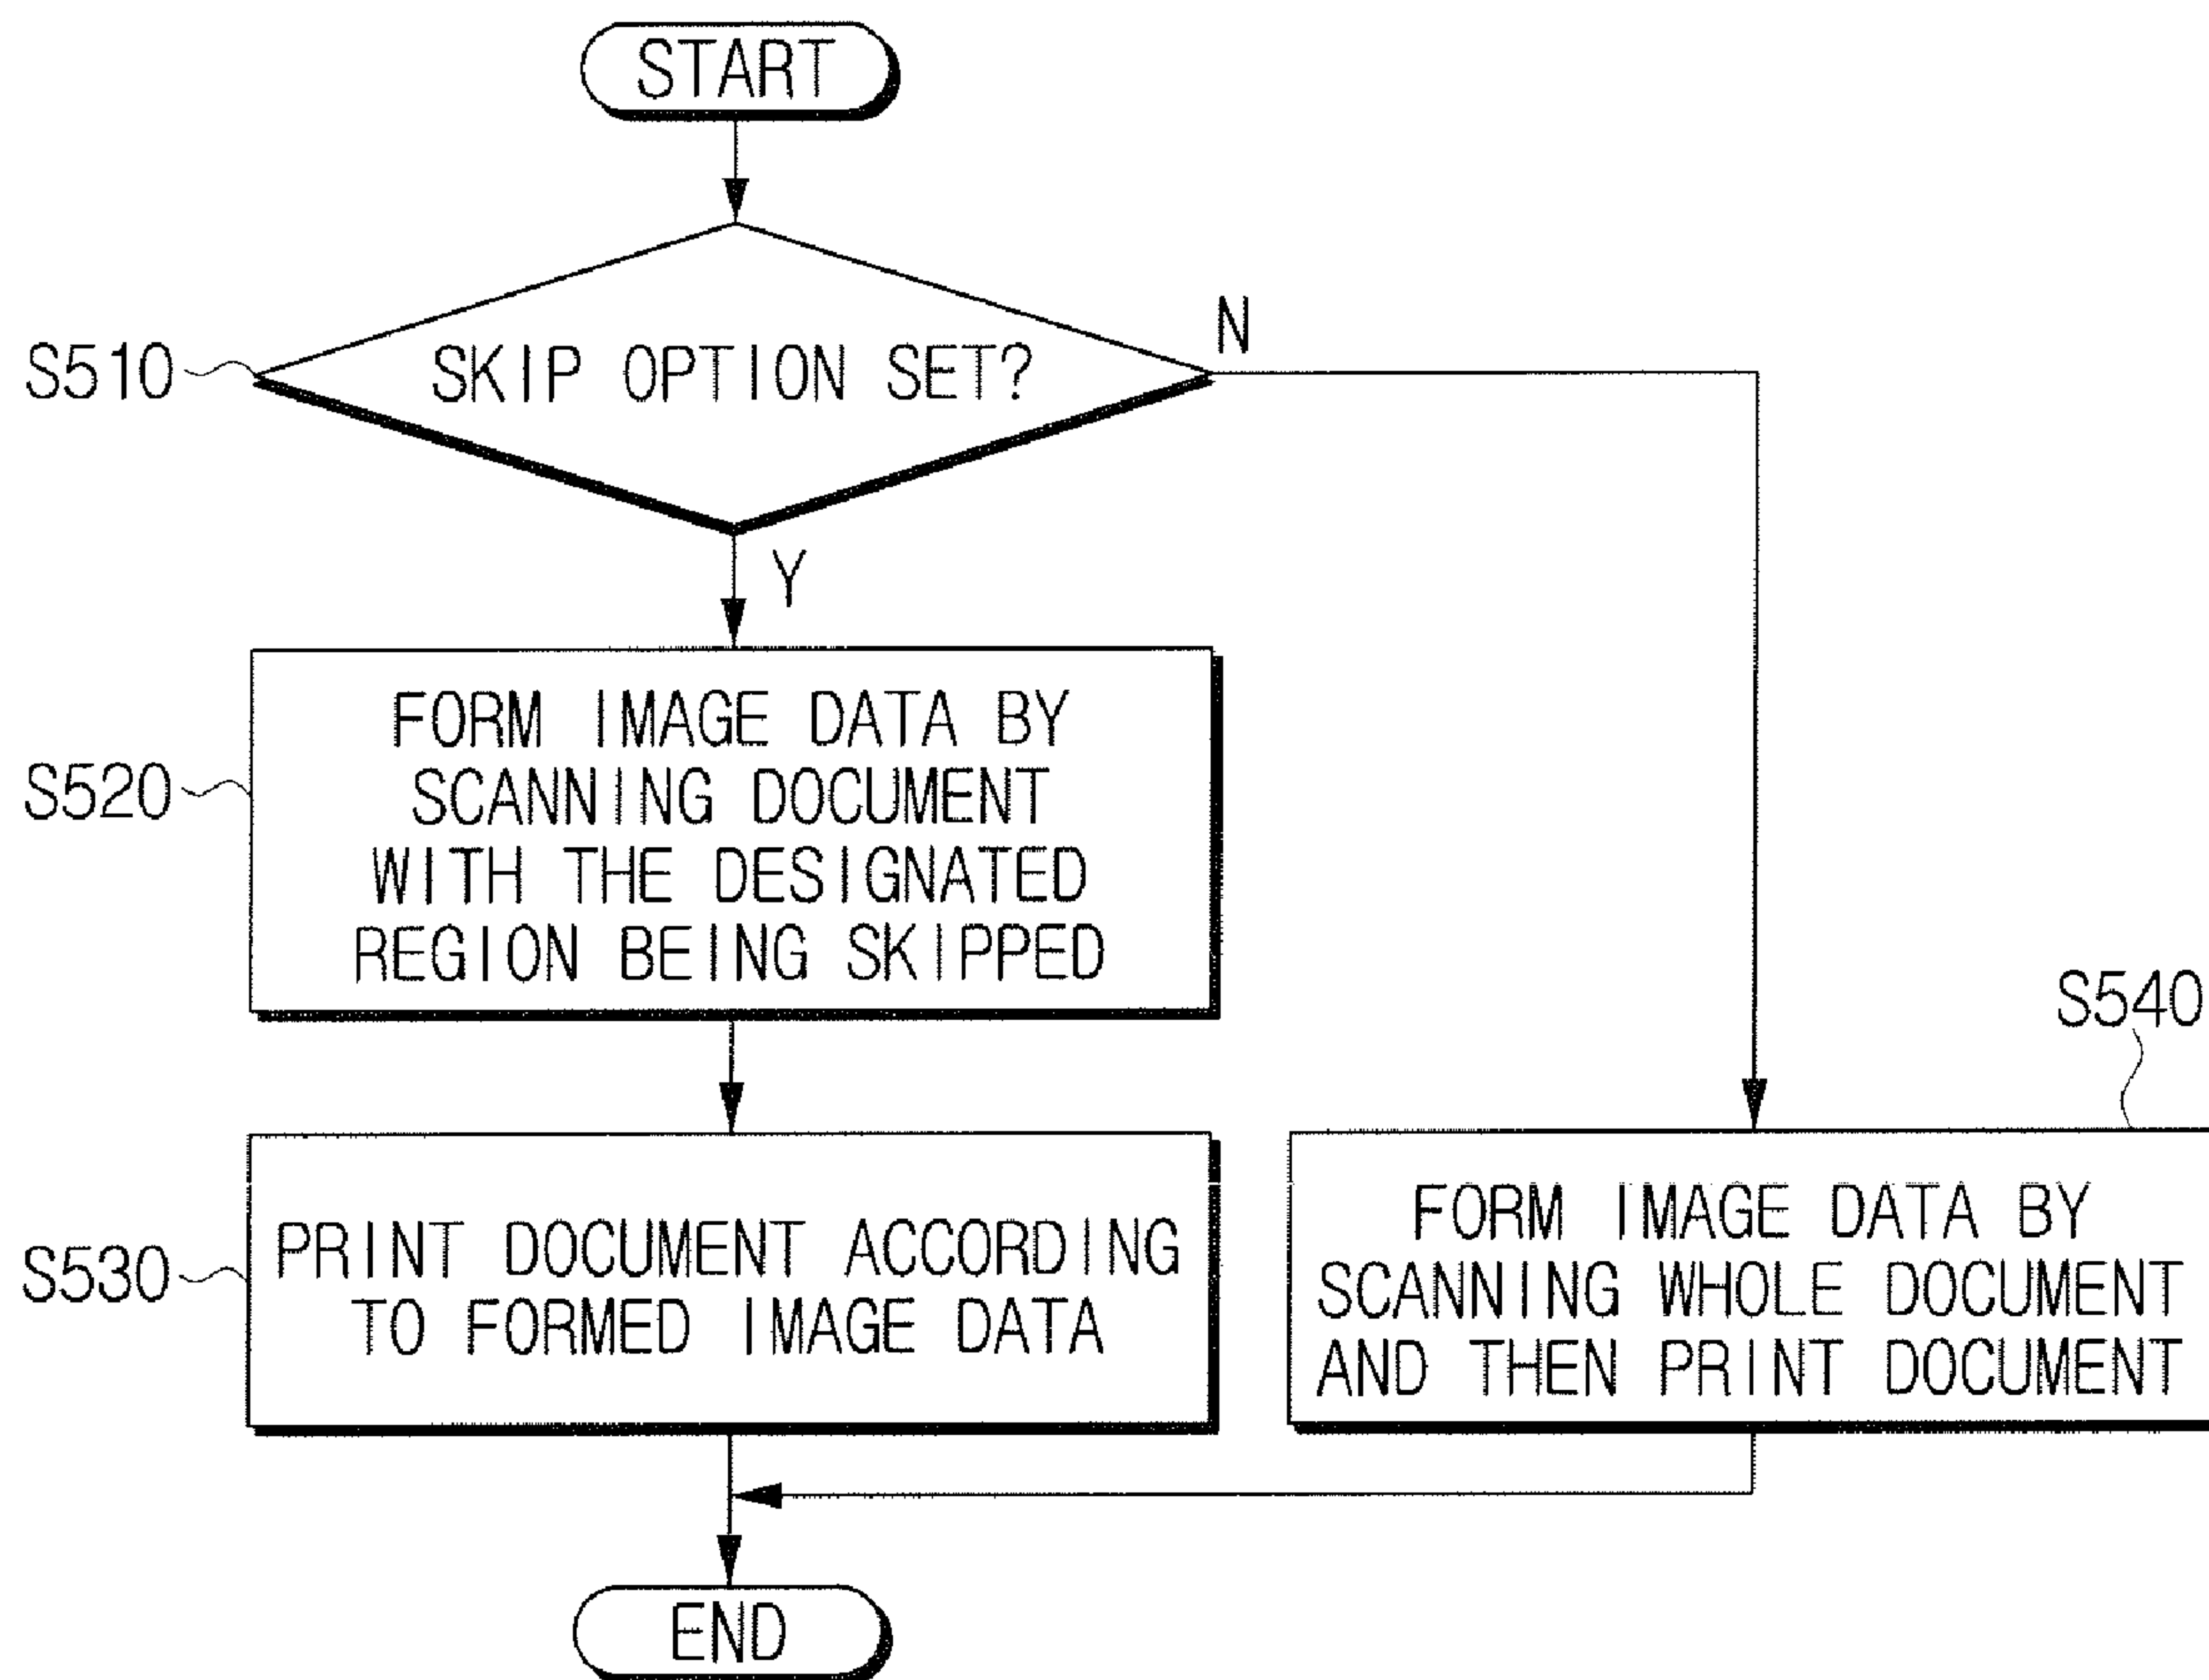 START
S510
SKIP OPTION SET?
N
Y
S520
FORM IMAGE DATA BY
SCANNING DOCUMENT
WITH THE DESIGNATED
REGION BEING SKIPPED
S530
PRINT DOCUMENT ACCORDING
TO FORMED IMAGE DATA
S540
FORM IMAGE DATA BY
SCANNING WHOLE DOCUMENT
AND THEN PRINT DOCUMENT
END